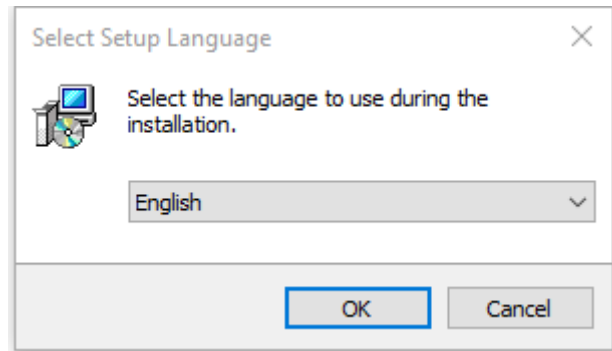 Select Setup Language
Select the language to use during the
installation.
English
OK
Cancel